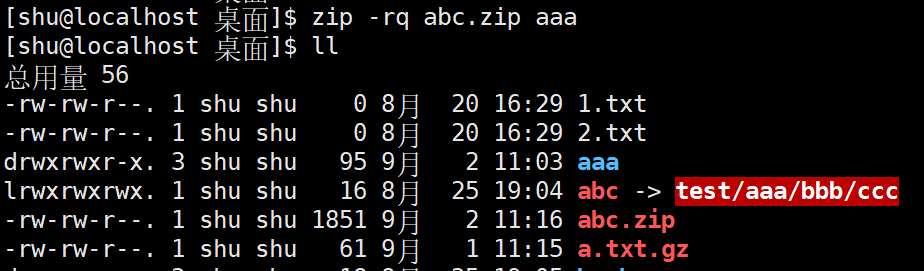 [shu@localhost 桌面]$ zip -rq abc.zip aaa
[shu@localhost 桌面]$ ll
总用量 56
-rw-rw-r--. 1 shu shu    0 8月  20 16:29 1.txt
-rw-rw-r--. 1 shu shu    0 8月  20 16:29 2.txt
drwxrwxr-x. 3 shu shu   95 9月   2 11:03 aaa
lrwxrwxrwx. 1 shu shu   16 8月  25 19:04 abc -> test/aaa/bbb/ccc
-rw-rw-r--. 1 shu shu 1851 9月   2 11:16 abc.zip
-rw-rw-r--. 1 shu shu   61 9月   1 11:15 a.txt.gz